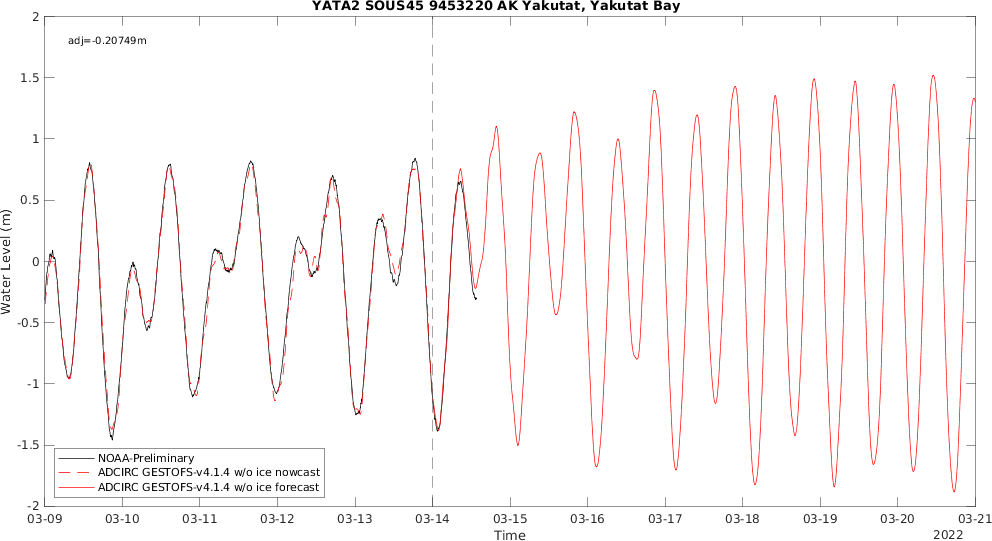 YATA2 SOUS45 9453220 AK Yakutat, Yakutat Bay
adj=-0.20749m
2
1.5
1
0.5
0
-0.5
-1
-1.5
-2
Water Level (m)
NOAA-Preliminary
ADCIRC GESTOFS-v4.1.4 w/o ice nowcast
ADCIRC GESTOFS-v4.1.4 w/o ice forecast
03-09 03-10 03-11 03-12 03-13 03-14 03-15 03-16 03-17 03-18 03-19 03-20 03-21
Time
2022